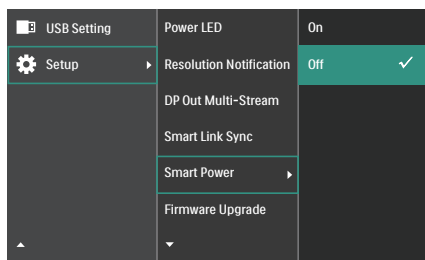 USB Setting
Setup
Power LED
Resolution Notification
DP Out Multi-Stream
Smart Link Sync
Smart Power
Firmware Upgrade
On
Off